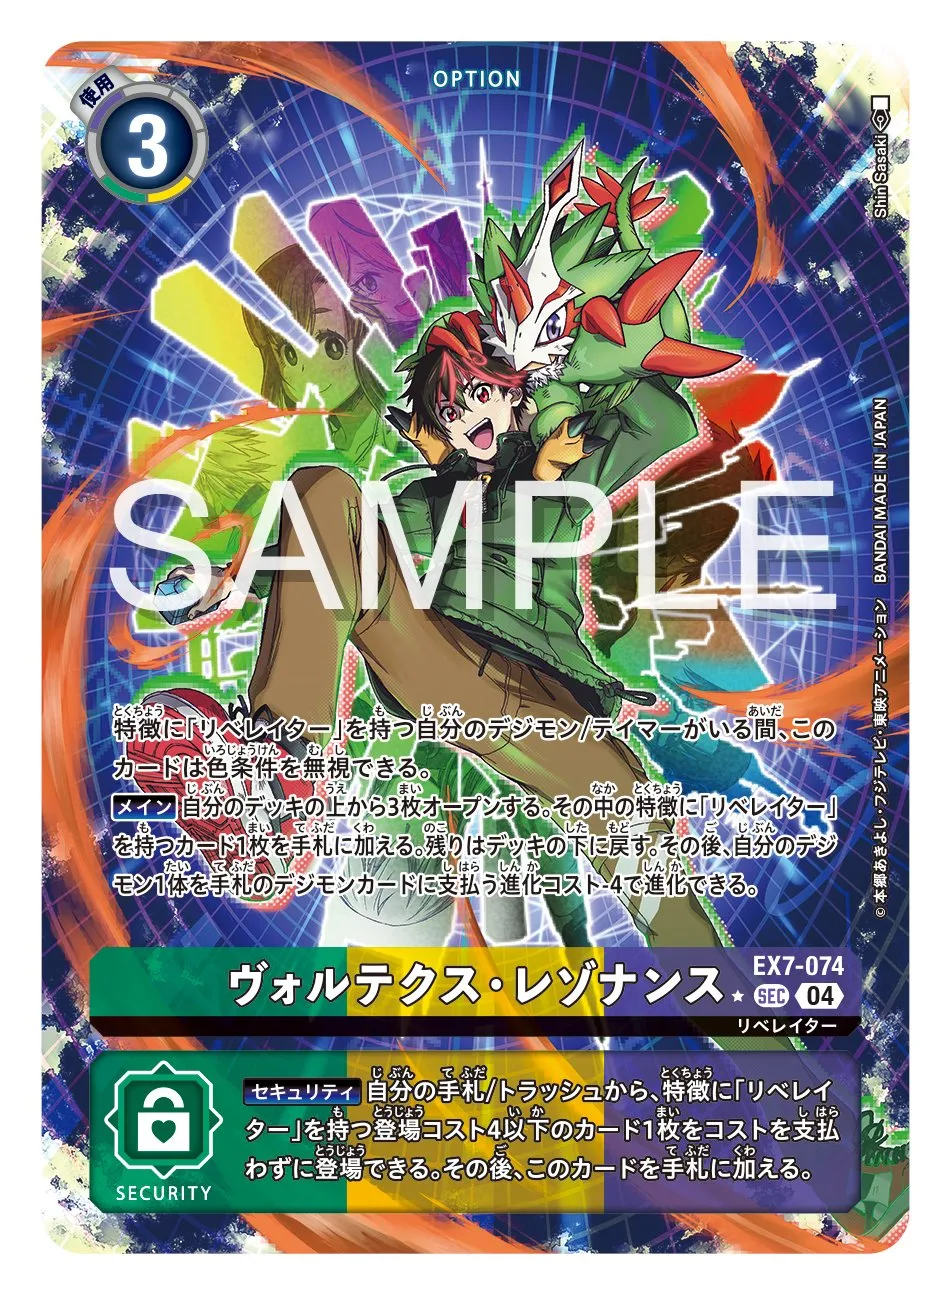 OPTION
使用
3
Shin Sasaki
BANDAI MADE IN JAPAN
©本郷あきよし・フジテレビ・東映アニメーション
SAMPLE
特徴に「リベレイター」を持つ自分のデジモン/テイマーがいる間、この
カードは色条件を無視できる。
メイン 自分のデッキの上から3枚オープンする。その中の特徴に「リベレイター」
を持つカード1枚を手札に加える。残りはデッキの下に戻す。その後、自分のデジ
モン1体を手札のデジモンカードに支払う進化コスト-4で進化できる。
ヴォルテクス・レゾナンス
EX7-074
SEC 04
リベレイター
セキュリティ 自分の手札/トラッシュから、特徴に「リベレイ
ター」を持つ登場コスト4以下のカード1枚をコストを支払
わずに登場できる。その後、このカードを手札に加える。
SECURITY